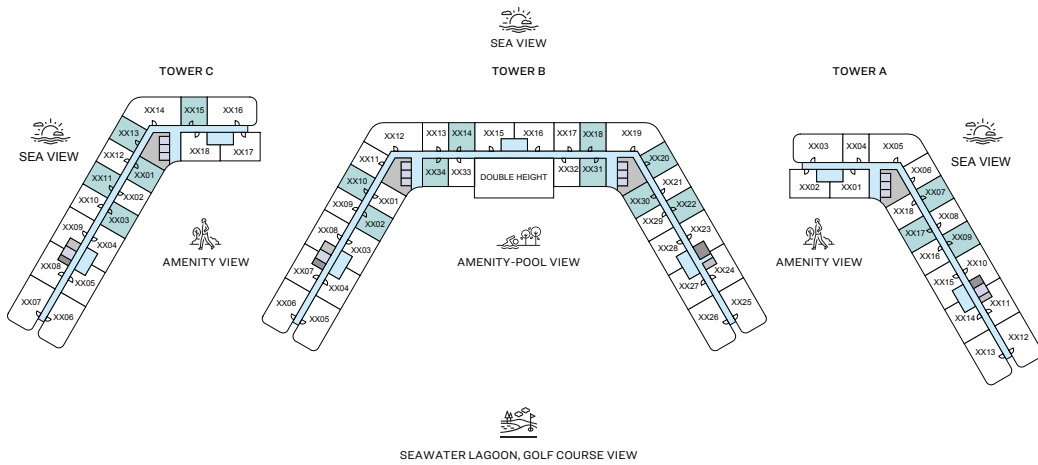 SEA VIEW
TOWER C
TOWER B
TOWER A
SEA VIEW
SEA VIEW
AMENITY VIEW
AMENITY-POOL VIEW
AMENITY VIEW
DOUBLE HEIGHT
XX14
XX15
XX16
XX13
XX12
XX18
XX17
XX11
XX01
XX10
XX02
XX03
XX09
XX04
XX08
XX05
XX07
XX06
XX12
XX13
XX14
XX15
XX16
XX17
XX18
XX19
XX11
XX34
XX33
XX32
XX31
XX20
XX10
XX01
XX30
XX21
XX09
XX02
XX29
XX22
XX08
XX03
XX28
XX23
XX07
XX04
XX27
XX24
XX06
XX05
XX26
XX25
XX03
XX04
XX05
XX02
XX01
XX06
XX18
XX07
XX17
XX08
XX16
XX09
XX15
XX10
XX14
XX11
XX13
XX12
SEAWATER LAGOON, GOLF COURSE VIEW